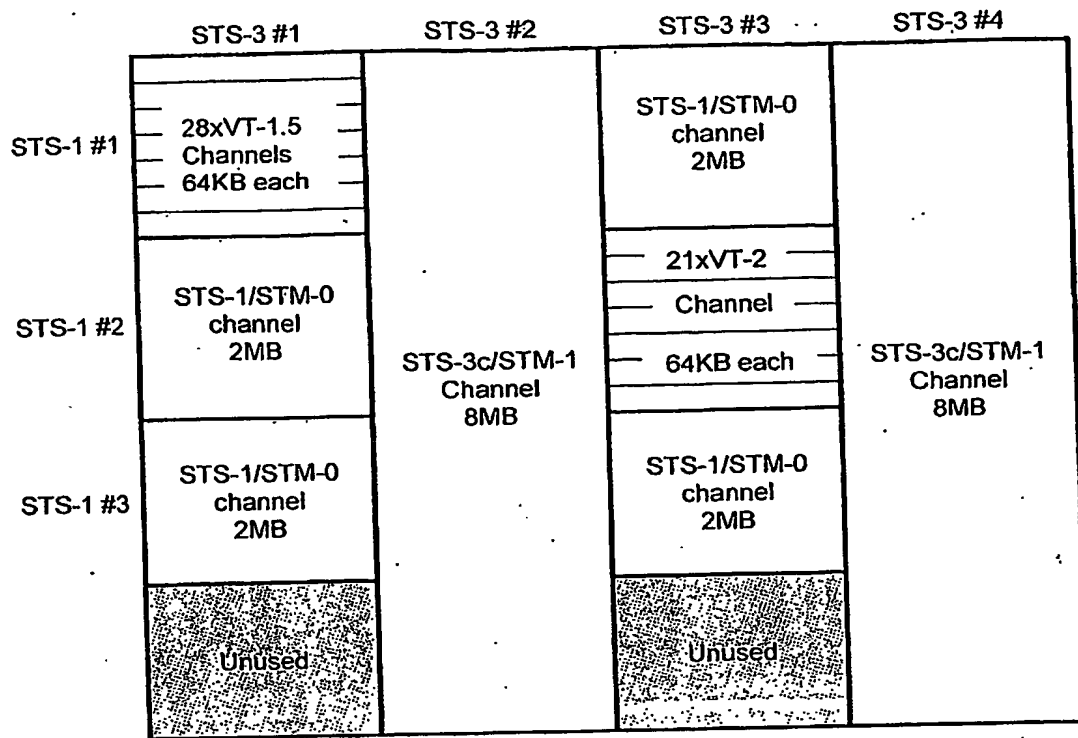 STS-3 #1
STS-3 #2
STS-3 #3
STS-3 #4
STS-1 #1
28xVT-1.5
Channels
64KB each
STS-1 #2
STS-1/STM-0
channel
2MB
STS-1 #3
STS-1/STM-0
channel
2MB
Unused
STS-3c/STM-1
Channel
8MB
STS-1/STM-0
channel
2MB
21xVT-2
Channel
64KB each
STS-1/STM-0
channel
2MB
Unused
STS-3c/STM-1
Channel
8MB